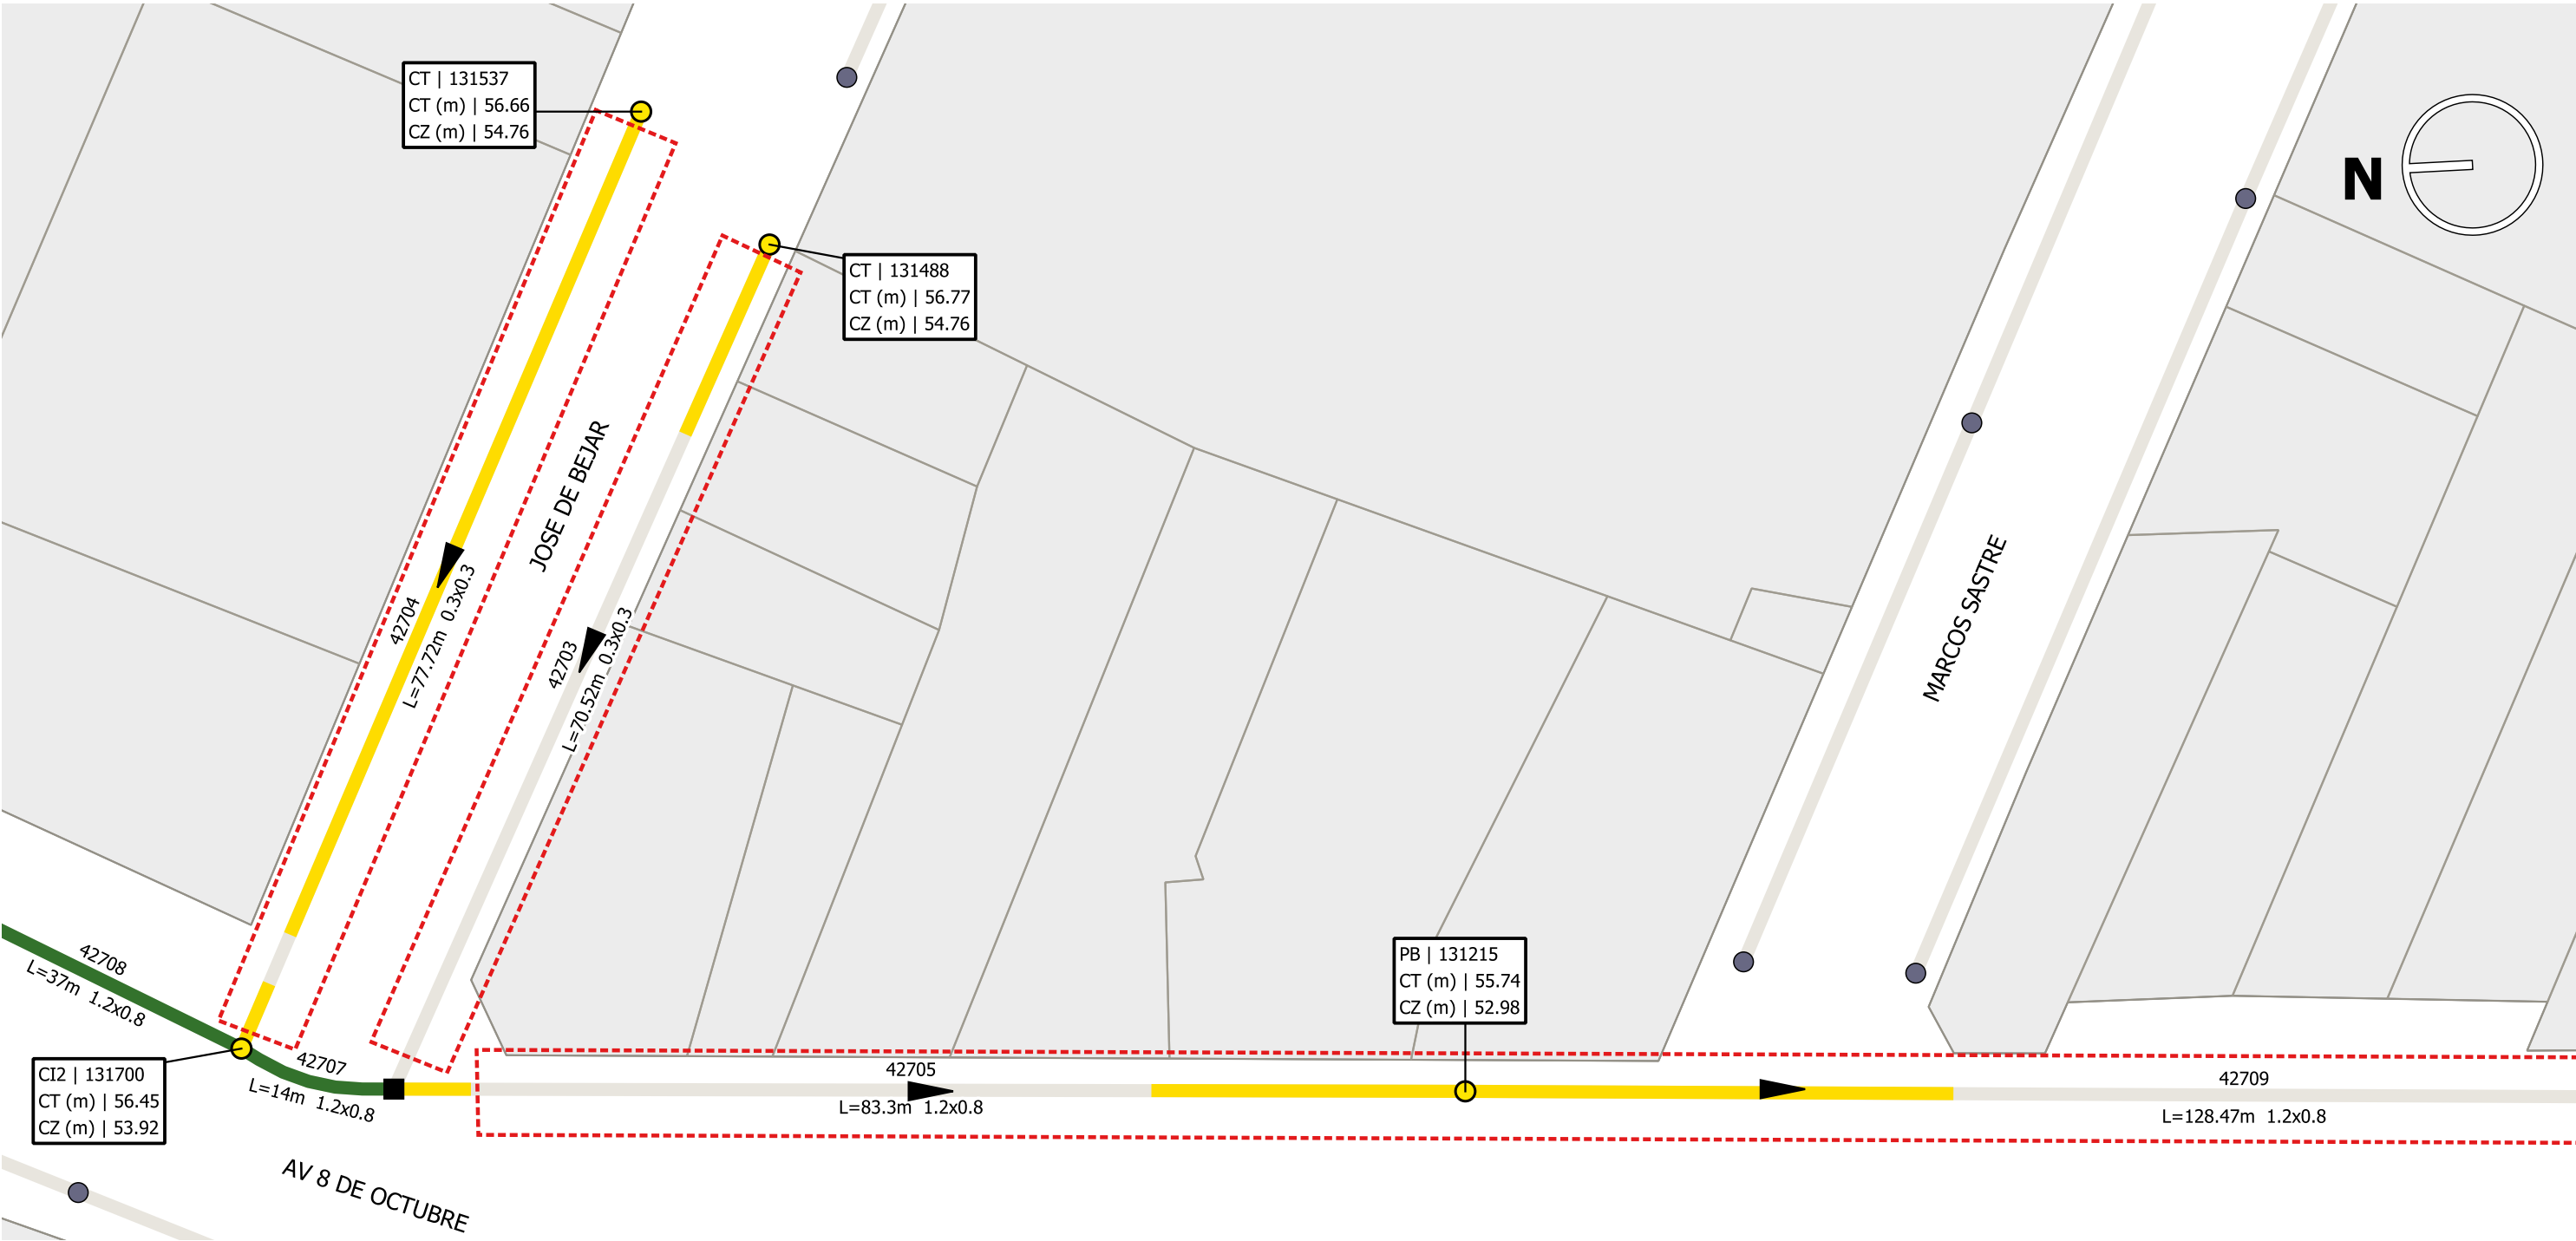 CT | 131537
CT (m) | 56.66
CZ (m) | 54.76
N
CT | 131488
CT (m) | 56.77
CZ (m) | 54.76
JOSE DE BEJAR
42704
L=77.72m 0.3x0.3
42703
L=70.52m 0.3x0.3
MARCOS SASTRE
42708
L=37m 1.2x0.8
PB | 131215
CT (m) | 55.74
CZ (m) | 52.98
42707
L=14m 1.2x0.8
CI2 | 131700
CT (m) | 56.45
CZ (m) | 53.92
42705
L=83.3m 1.2x0.8
42709
L=128.47m 1.2x0.8
AV 8 DE OCTUBRE